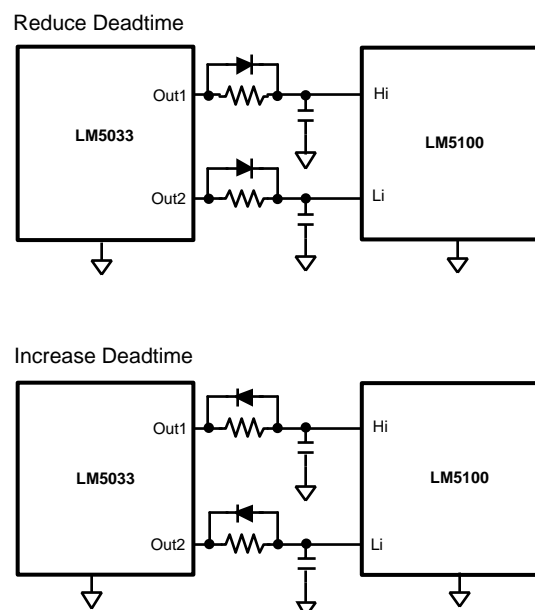 Reduce Deadtime
Out1
Hi
LM5033
LM5100
Out2
Li
Increase Deadtime
Out1
Hi
LM5033
LM5100
Out2
Li